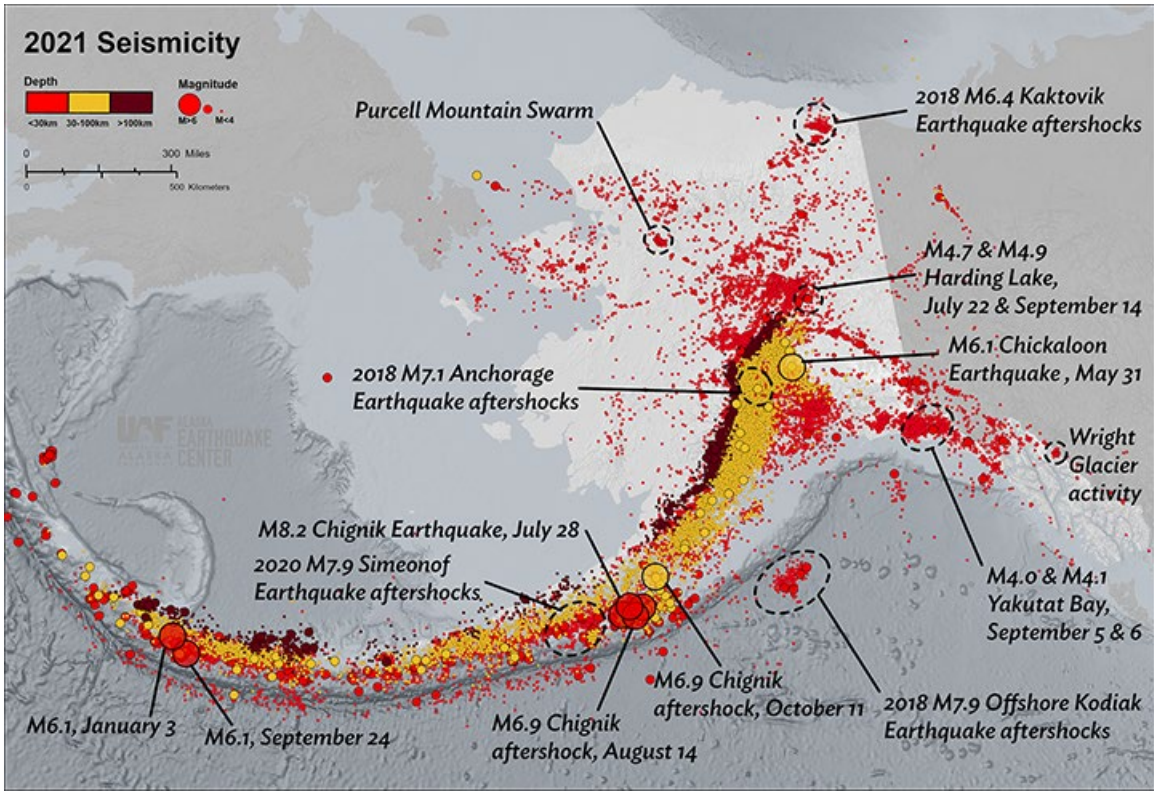 2021 Seismicity
Depth
<30km 30-100km >100km
Magnitude
M>6 M<4
0 300 Miles
0 500 Kilometers
Purcell Mountain Swarm
2018 M6.4 Kaktovik
Earthquake aftershocks
M4.7 & M4.9
Harding Lake,
July 22 & September 14
M6.1 Chickaloon
Earthquake , May 31
2018 M7.1 Anchorage
Earthquake aftershocks
UAF ALASKA
EARTHQUAKE
ALASKA CENTER
Wright
Glacier
activity
M8.2 Chignik Earthquake, July 28
2020 M7.9 Simeonof
Earthquake aftershocks
M4.0 & M4.1
Yakutat Bay,
September 5 & 6
M6.1, January 3
M6.1, September 24
M6.9 Chignik
aftershock, August 14
M6.9 Chignik
aftershock, October 11
2018 M7.9 Offshore Kodiak
Earthquake aftershocks